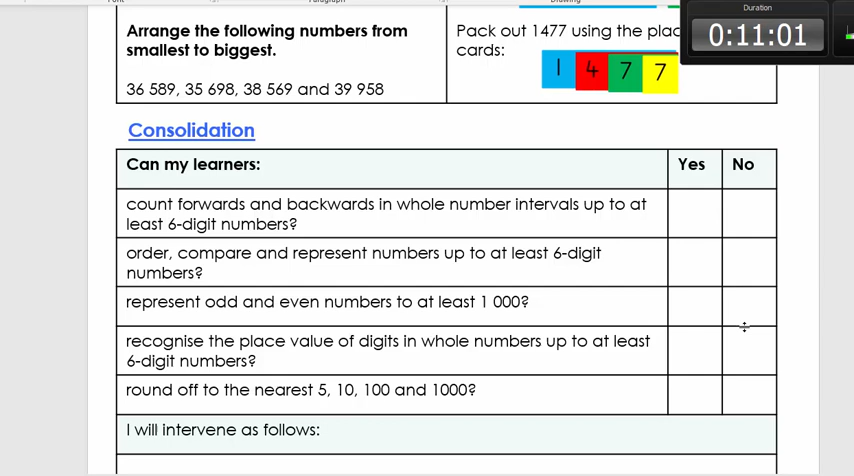 Duration
0:11:01
Arrange the following numbers from
smallest to biggest.
36 589, 35 698, 38 569 and 39 958
Pack out 1477 using the
cards:
1 4 7 7
Consolidation
Can my learners: Yes No
count forwards and backwards in whole number intervals up to at
least 6-digit numbers?
order, compare and represent numbers up to at least 6-digit
numbers?
represent odd and even numbers to at least 1 000?
recognise the place value of digits in whole numbers up to at least
6-digit numbers?
round off to the nearest 5, 10, 100 and 1000?
I will intervene as follows: